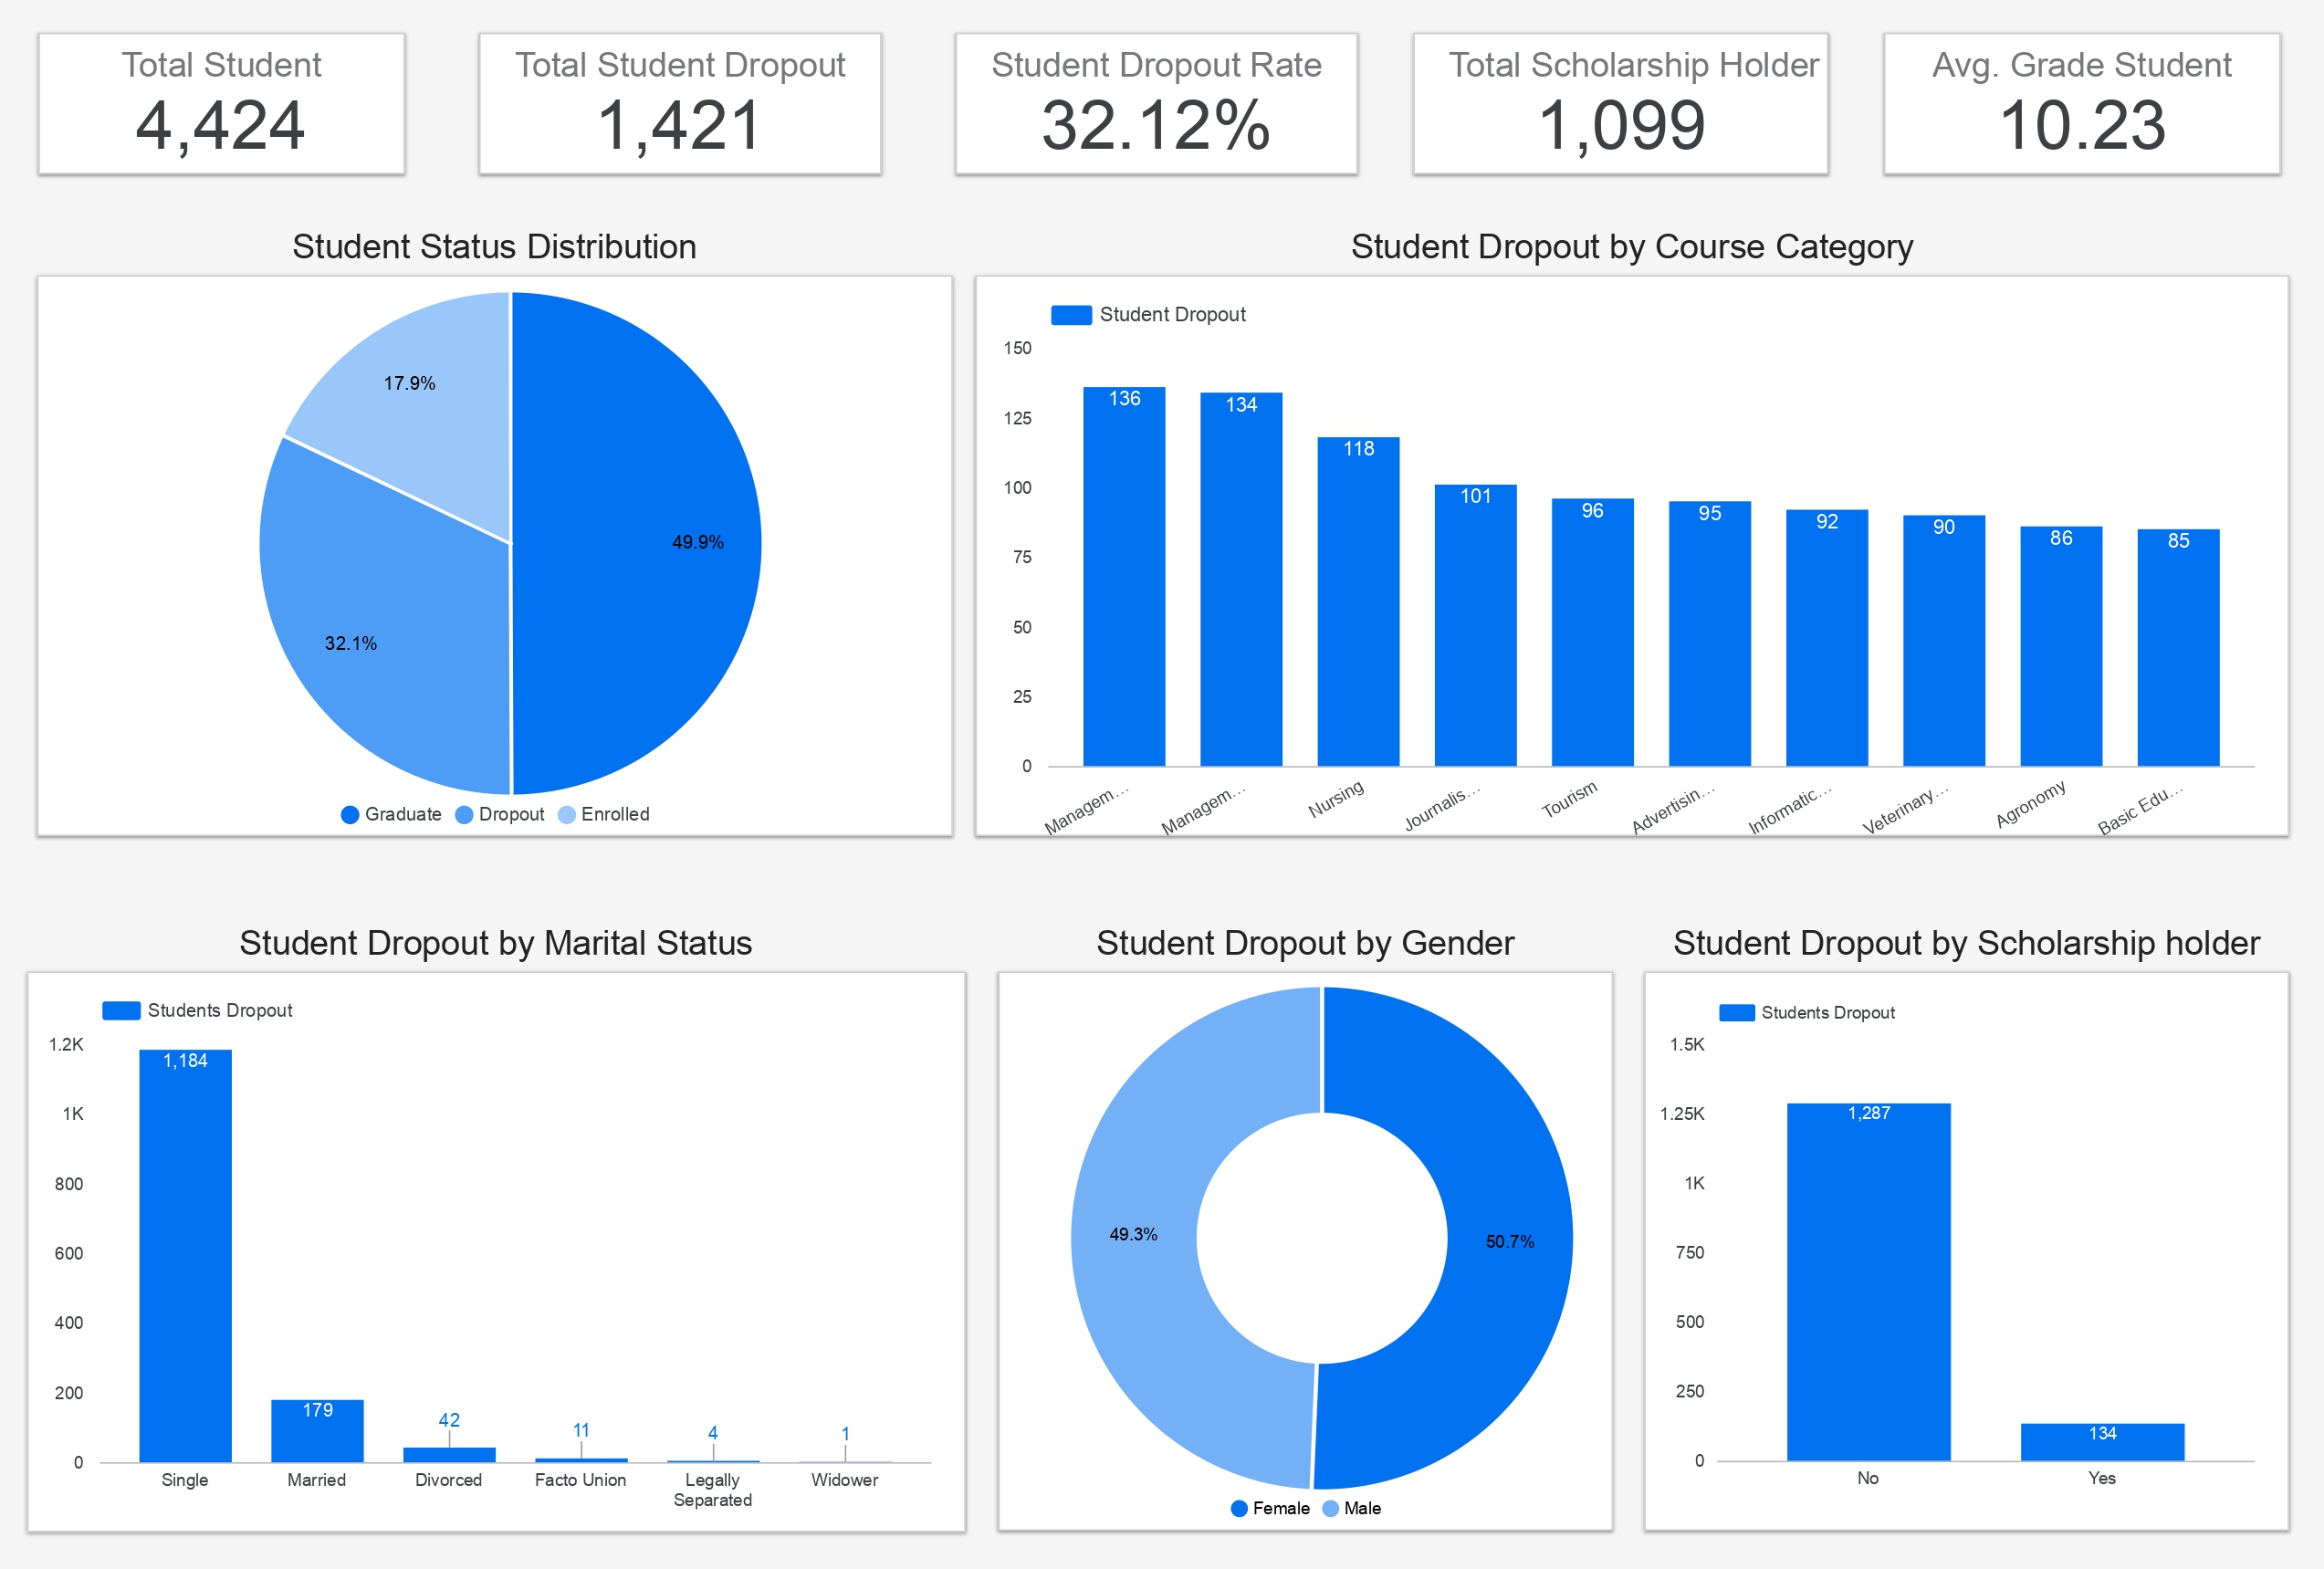 Total Student
4,424
Total Student Dropout
1,421
Student Dropout Rate
32.12%
Total Scholarship Holder
1,099
Avg. Grade Student
10.23
Student Status Distribution
17.9%
49.9%
32.1%
Graduate Dropout Enrolled
Student Dropout by Course Category
Student Dropout
150
125
100
75
50
25
0
136
134
118
101
96
95
92
90
86
85
Managem...
Managem...
Nursing
Journalis...
Tourism
Advertisin...
Informatic...
Veterinary...
Agronomy
Basic Edu...
Student Dropout by Marital Status
Students Dropout
1.2K
1K
800
600
400
200
0
1,184
179
42
11
4
1
Single
Married
Divorced
Facto Union
Legally
Separated
Widower
Student Dropout by Gender
49.3%
50.7%
Female Male
Student Dropout by Scholarship holder
Students Dropout
1.5K
1.25K
1K
750
500
250
0
1,287
134
No
Yes